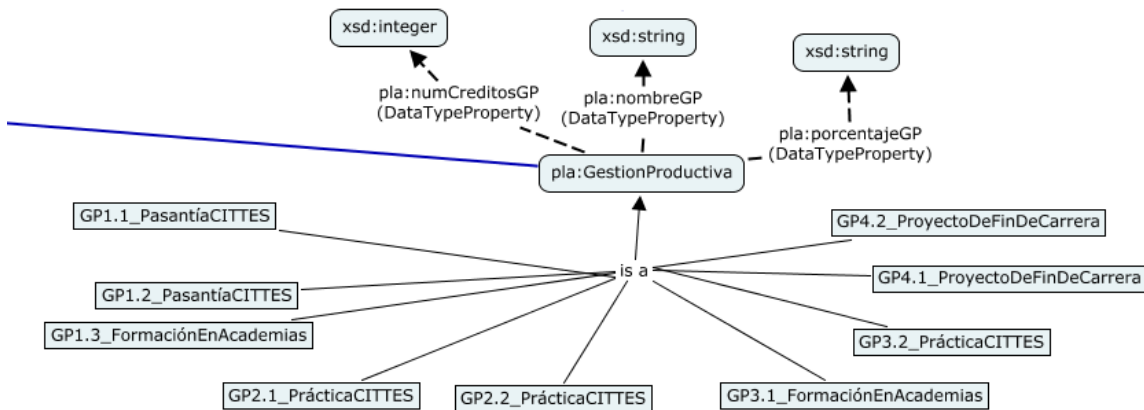 xsd:integer
xsd:string
xsd:string
pla:numCreditosGP
(DataTypeProperty)
pla:nombreGP
(DataTypeProperty)
pla:porcentajeGP
(DataTypeProperty)
pla:GestionProductiva
GP1.1_PasantíaCITTES
GP4.2_ProyectoDeFinDeCarrera
is a
GP4.1_ProyectoDeFinDeCarrera
GP1.2_PasantíaCITTES
GP1.3_FormaciónEnAcademias
GP3.2_PrácticaCITTES
GP2.1_PrácticaCITTES
GP2.2_PrácticaCITTES
GP3.1_FormaciónEnAcademias